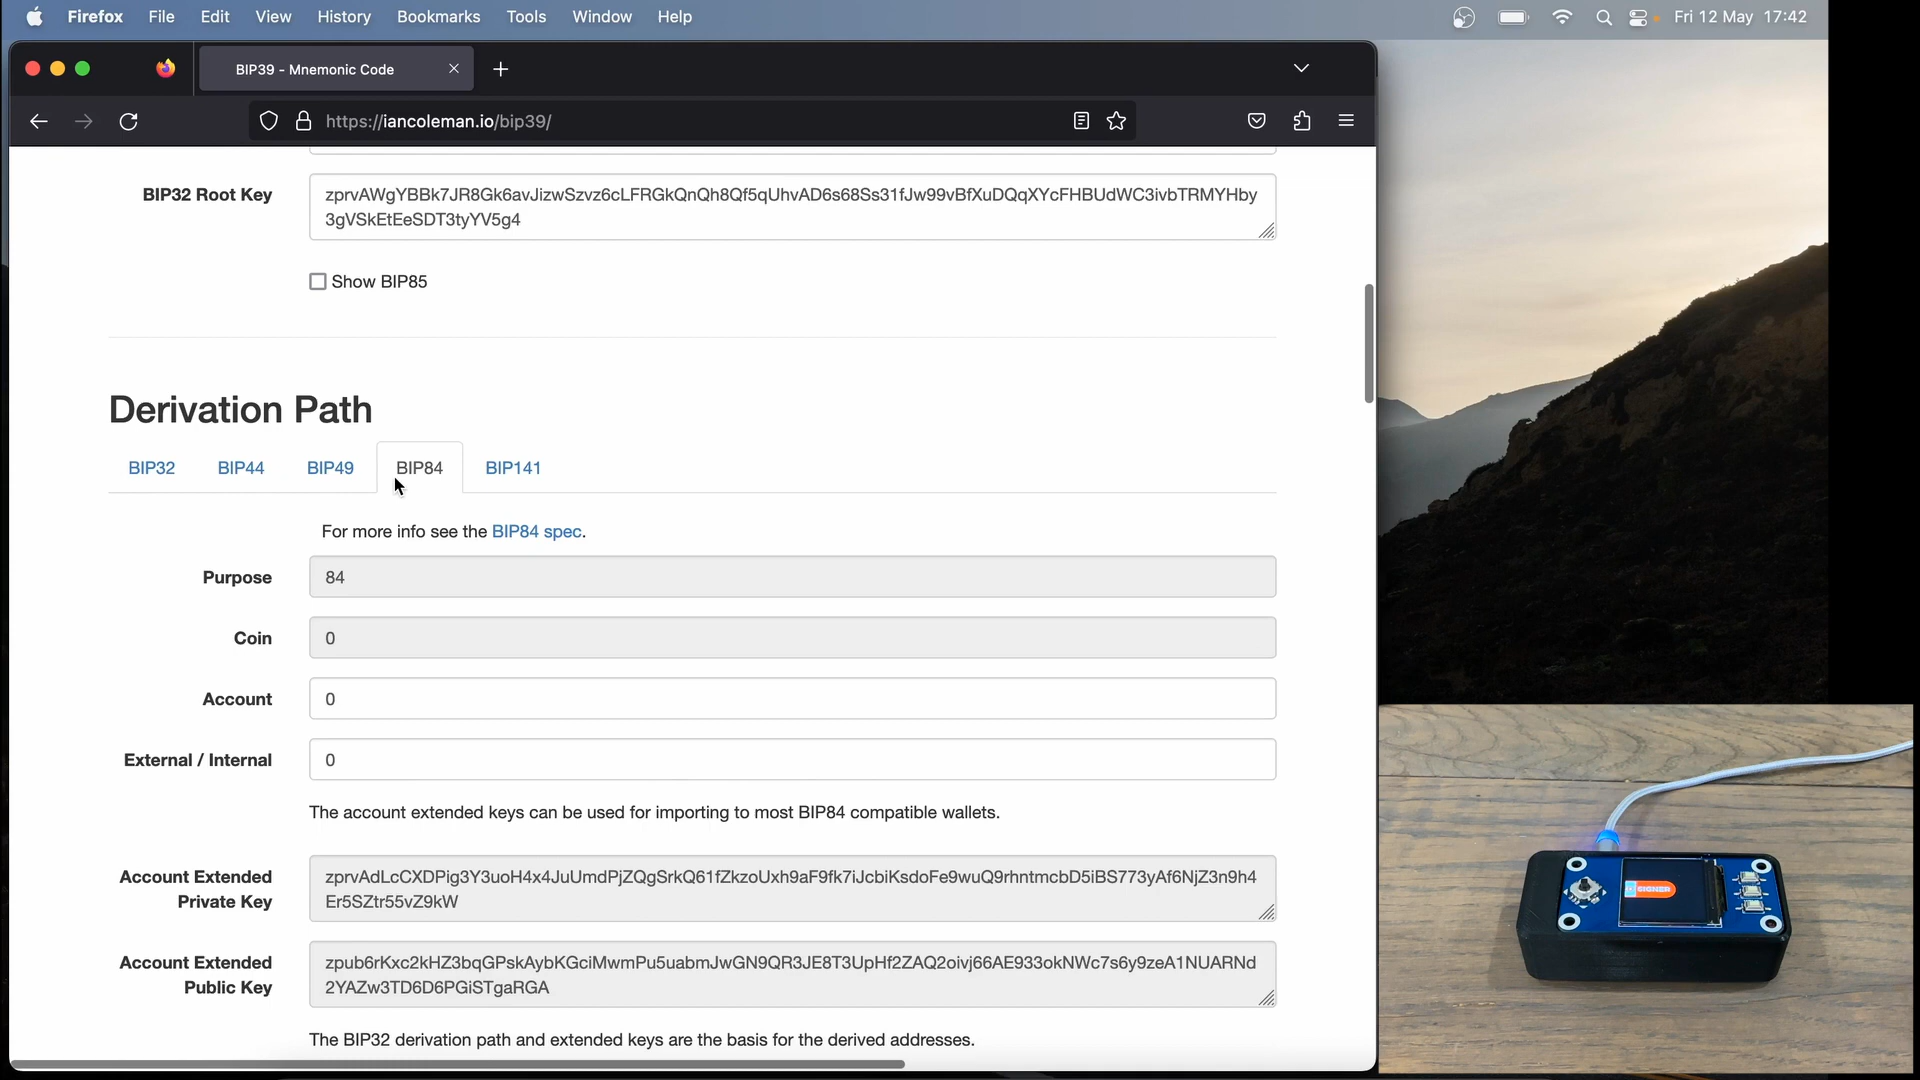 Firefox File Edit View History Bookmarks Tools Window Help Fri 12 May 17:42
BIP39 - Mnemonic Code
https://iancoleman.io/bip39/
BIP32 Root Key
zprvAWgYBBk7JR8Gk6avJizwSzvz6cLFRGkQnQh8Qf5qUhvAD6s68Ss31fJw99vBfXuDQqXYcFHBUdWC3ivbTRMYHby
3gVSkEtEeSDT3tyYV5g4
Show BIP85
Derivation Path
BIP32 BIP44 BIP49 BIP84 BIP141
For more info see the BIP84 spec.
Purpose 84
Coin 0
Account 0
External / Internal 0
The account extended keys can be used for importing to most BIP84 compatible wallets.
Account Extended
Private Key
zprvAdLcCXDPig3Y3uoH4x4JuUmdPjZQgSrkQ61fZkzoUxh9aF9fk7iJcbiKsdoFe9wuQ9rhntmcbD5iBS773yAf6NjZ3n9h4
Er5SZtr55vZ9kW
Account Extended
Public Key
zpub6rKxc2kHZ3bqGPskAybKGciMwmPu5uabmJwGN9QR3JE8T3UpHf2ZAQ2oivj66AE933okNWc7s6y9zeA1NUARNd
2YAZw3TD6D6PGiSTgaRGA
The BIP32 derivation path and extended keys are the basis for the derived addresses.
SIGNER